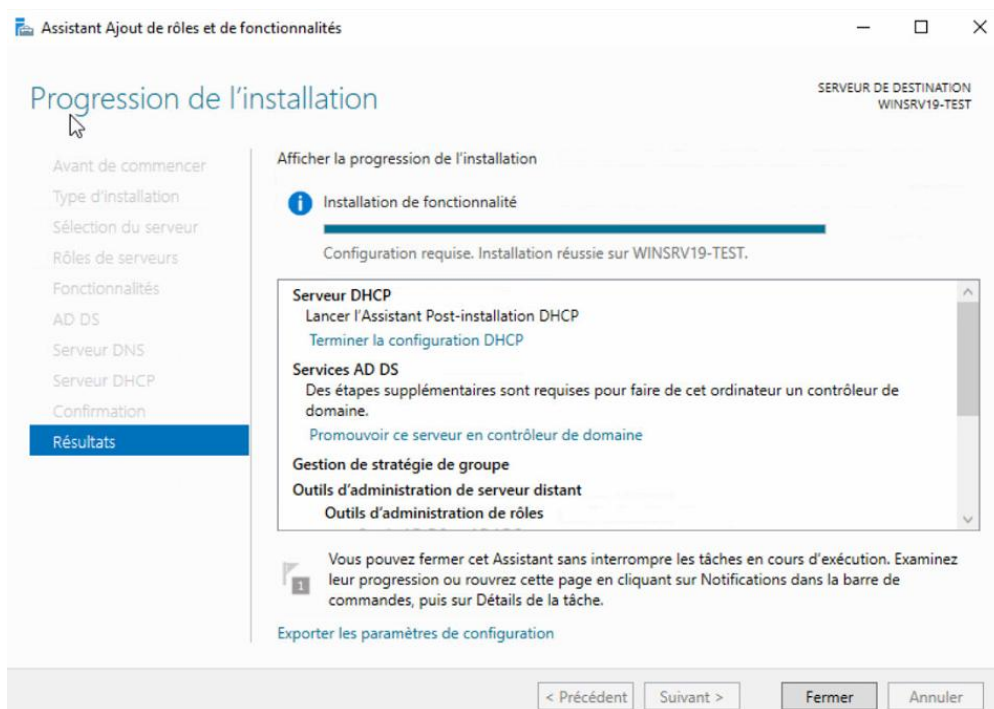 Assistant Ajout de rôles et de fonctionnalités
Progression de l'installation
SERVEUR DE DESTINATION
WINSRV19-TEST
Avant de commencer
Type d'installation
Sélection du serveur
Rôles de serveurs
Fonctionnalités
AD DS
Serveur DNS
Serveur DHCP
Confirmation
Résultats
Afficher la progression de l'installation
Installation de fonctionnalité
Configuration requise. Installation réussie sur WINSRV19-TEST.
Serveur DHCP
Lancer l'Assistant Post-installation DHCP
Terminer la configuration DHCP
Services AD DS
Des étapes supplémentaires sont requises pour faire de cet ordinateur un contrôleur de
domaine.
Promouvoir ce serveur en contrôleur de domaine
Gestion de stratégie de groupe
Outils d'administration de serveur distant
Outils d'administration de rôles
Vous pouvez fermer cet Assistant sans interrompre les tâches en cours d'exécution. Examinez
leur progression ou rouvrez cette page en cliquant sur Notifications dans la barre de
commandes, puis sur Détails de la tâche.
1
Exporter les paramètres de configuration
< Précédent
Suivant >
Fermer
Annuler